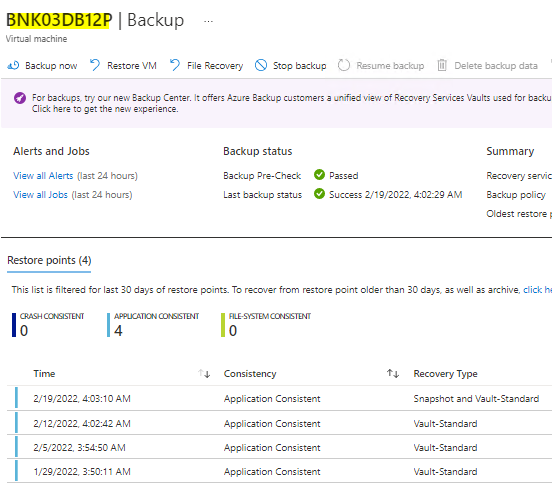 BNK03DB12P | Backup ...
Virtual machine
Backup now Restore VM File Recovery Stop backup Resume backup Delete backup data
For backups, try our new Backup Center. It offers Azure Backup customers a unified view of Recovery Services Vaults used for backup
Click here to get the new experience.
Alerts and Jobs Backup status Summary
View all Alerts (last 24 hours) Backup Pre-Check Passed Recovery servic
View all Jobs (last 24 hours) Last backup status Success 2/19/2022, 4:02:29 AM Backup policy
Oldest restore p
Restore points (4)
This list is filtered for last 30 days of restore points. To recover from restore point older than 30 days, as well as archive, click he
CRASH CONSISTENT APPLICATION CONSISTENT FILE-SYSTEM CONSISTENT
0 4 0
Time Consistency Recovery Type
2/19/2022, 4:03:10 AM Application Consistent Snapshot and Vault-Standard
2/12/2022, 4:02:42 AM Application Consistent Vault-Standard
2/5/2022, 3:54:50 AM Application Consistent Vault-Standard
1/29/2022, 3:50:11 AM Application Consistent Vault-Standard